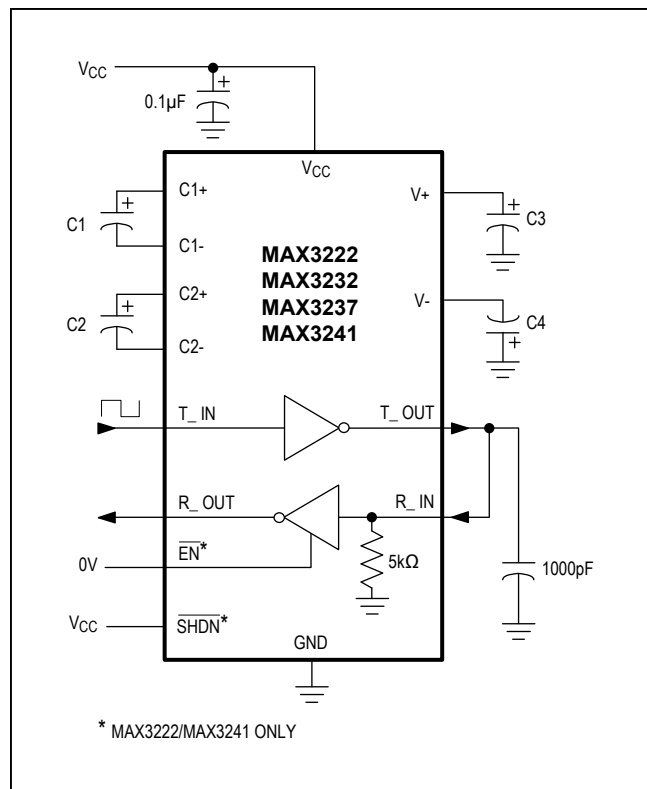 VCC
+
0.1µF
VCC
C1+
+
C1
C1-
V+
+
C3
MAX3222
MAX3232
MAX3237
MAX3241
C2+
+
C2
C2-
V-
C4
+
T_ IN
T_ OUT
R_ OUT
R_ IN
0V
EN*
5kΩ
1000pF
VCC
SHDN*
GND
* MAX3222/MAX3241 ONLY